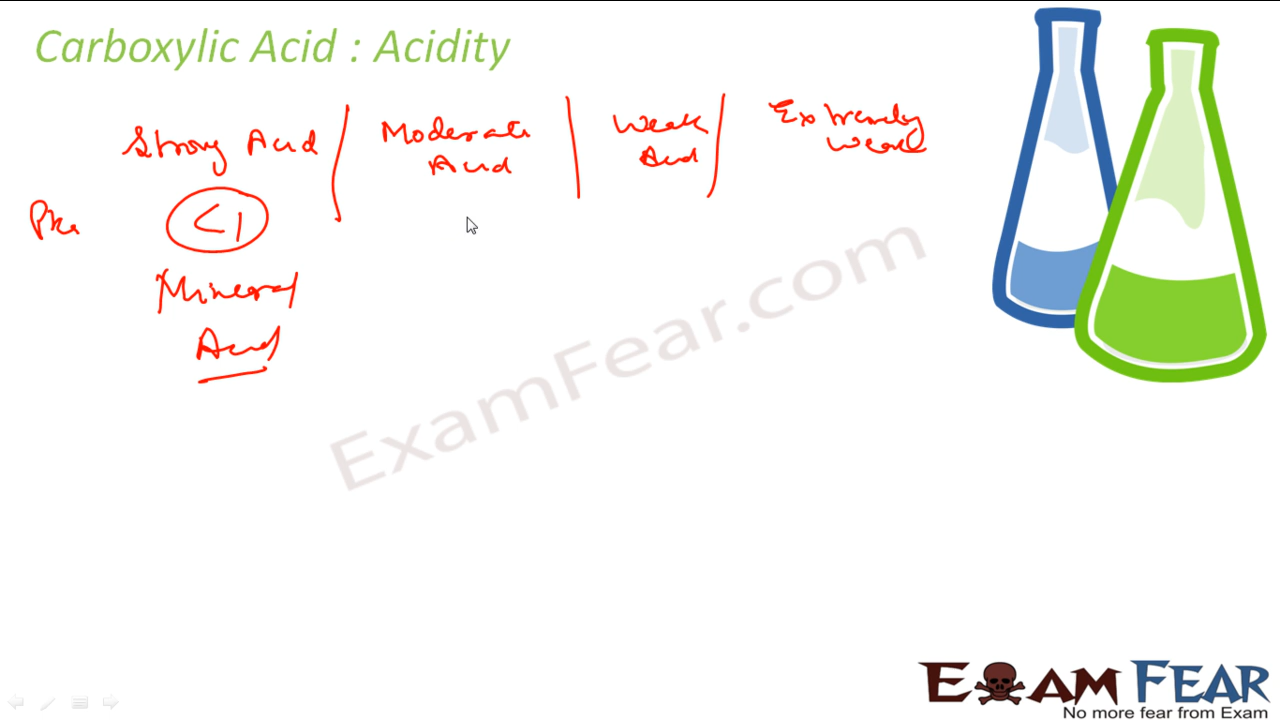 Carboxylic Acid : Acidity
Strong Acid
Moderate
Acid
Weak
Acid
Extremely
Weak
Pka
<1
Mineral
Acid
ExamFear.com
EXAM FEAR
No more fear from Exam